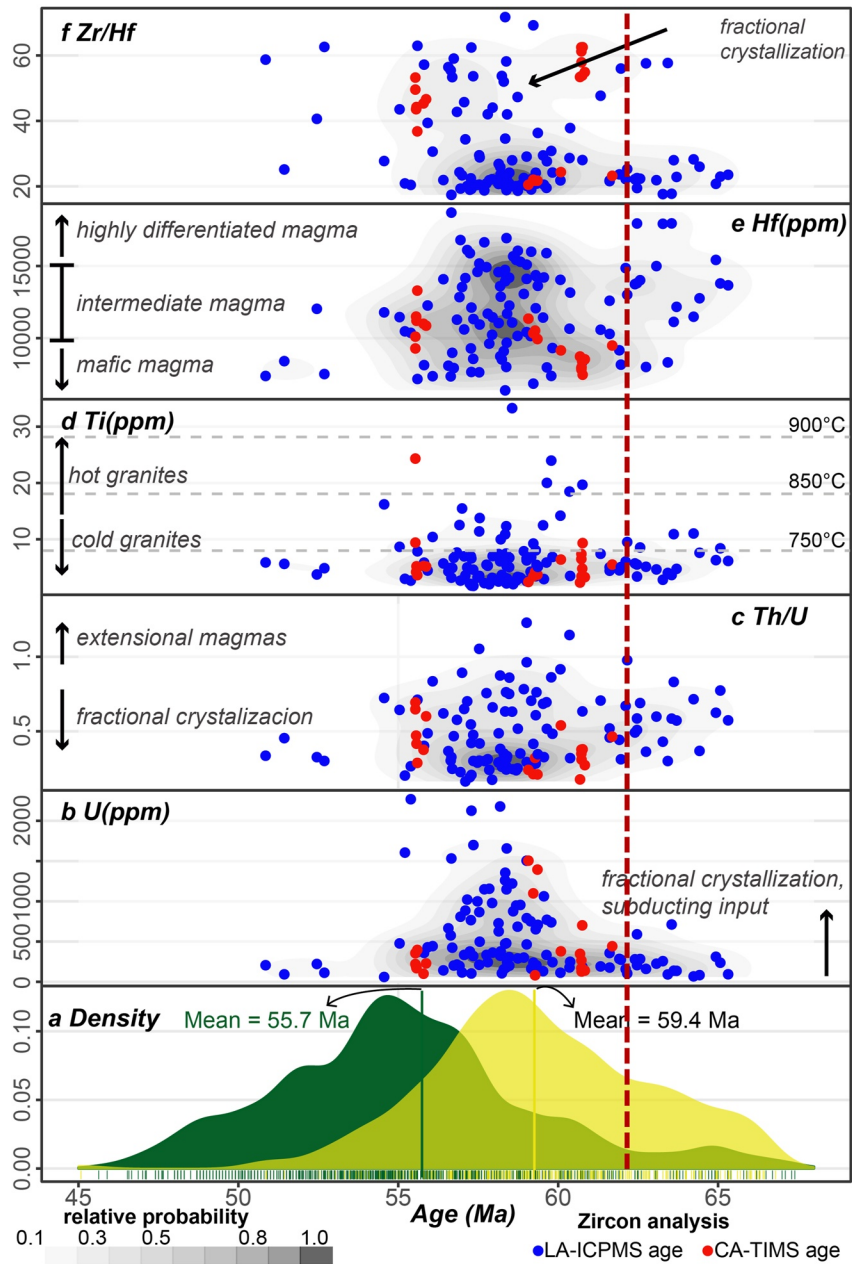 f Zr/Hf
fractional
crystallization
60
40
20
highly differentiated magma
e Hf(ppm)
15000
intermediate magma
10000
mafic magma
d Ti(ppm)
900°C
30
hot granites
850°C
20
cold granites
750°C
10
c Th/U
extensional magmas
1.0
fractional cristalizacion
0.5
b U(ppm)
2000
fractional crystallization,
subducting input
1000
500
0
a Density
Mean = 55.7 Ma
Mean = 59.4 Ma
0.10
0.05
0.00
45 50 55 60 65
relative probability
Age (Ma)
Zircon analysis
0.1 0.3 0.5 0.8 1.0
LA-ICPMS age CA-TIMS age